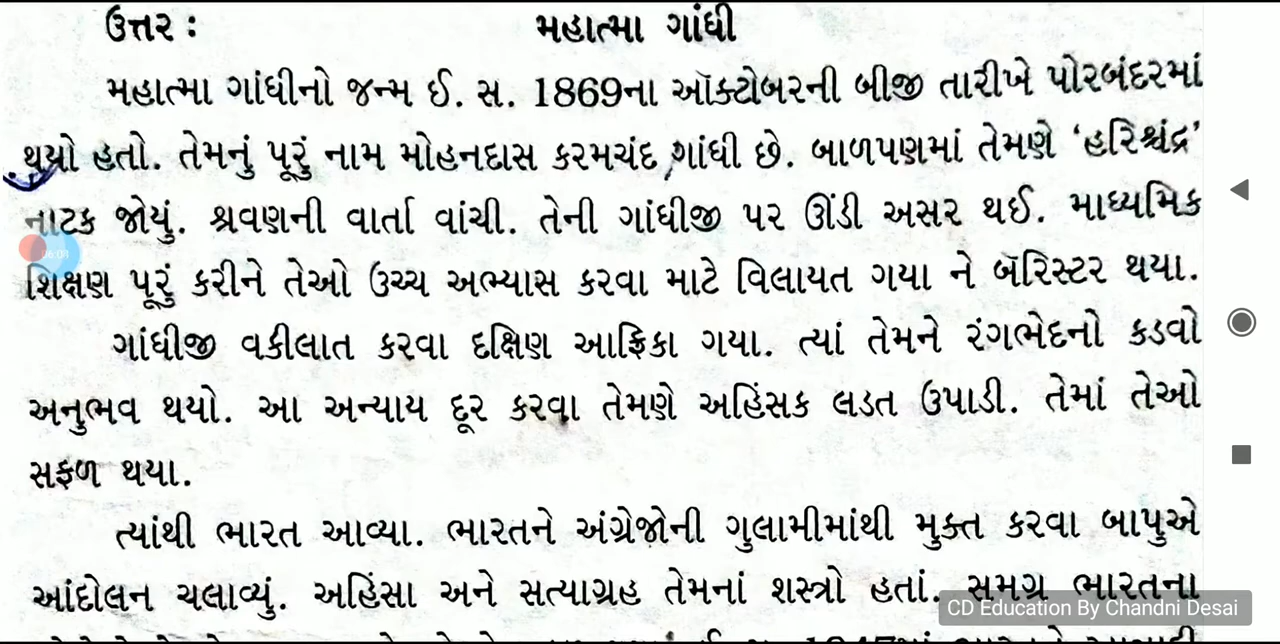 ઉત્તર : મહાત્મા ગાંધી
મહાત્મા ગાંધીનો જન્મ ઈ. સ. 1869ના ઑક્ટોબરની બીજી તારીખે પોરબંદરમાં
થયો હતો. તેમનું પૂરું નામ મોહનદાસ કરમચંદ ગાંધી છે. બાળપણમાં તેમણે ‘હરિશ્ચંદ્ર’
નાટક જોયું. શ્રવણની વાર્તા વાંચી. તેની ગાંધીજી પર ઊંડી અસર થઈ. માધ્યમિક
શિક્ષણ પૂરું કરીને તેઓ ઉચ્ચ અભ્યાસ કરવા માટે વિલાયત ગયા ને બૅરિસ્ટર થયા.
ગાંધીજી વકીલાત કરવા દક્ષિણ આફ્રિકા ગયા. ત્યાં તેમને રંગભેદનો કડવો
અનુભવ થયો. આ અન્યાય દૂર કરવા તેમણે અહિંસક લડત ઉપાડી. તેમાં તેઓ
સફળ થયા.
ત્યાંથી ભારત આવ્યા. ભારતને અંગ્રેજોની ગુલામીમાંથી મુક્ત કરવા બાપુએ
આંદોલન ચલાવ્યું. અહિંસા અને સત્યાગ્રહ તેમનાં શસ્ત્રો હતાં. સમગ્ર ભારતના
CD Education By Chandni Desai